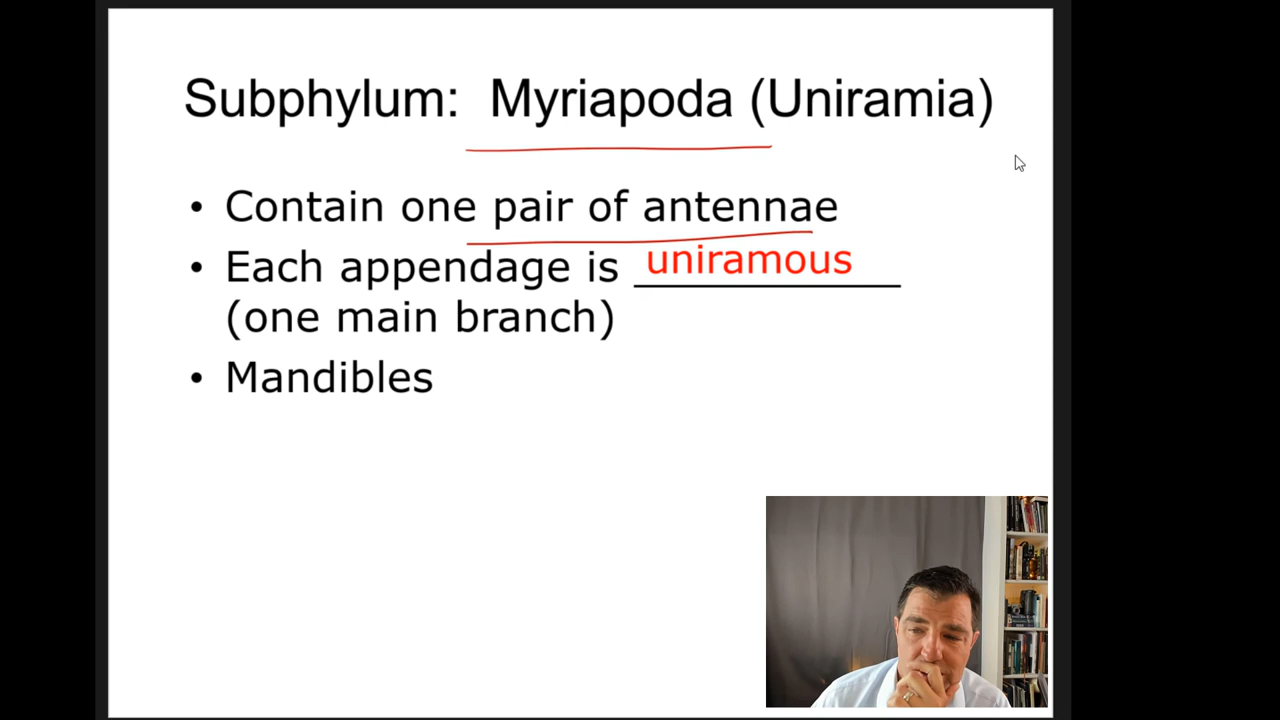 Subphylum: Myriapoda (Uniramia)
• Contain one pair of antennae
• Each appendage is uniramous
(one main branch)
• Mandibles